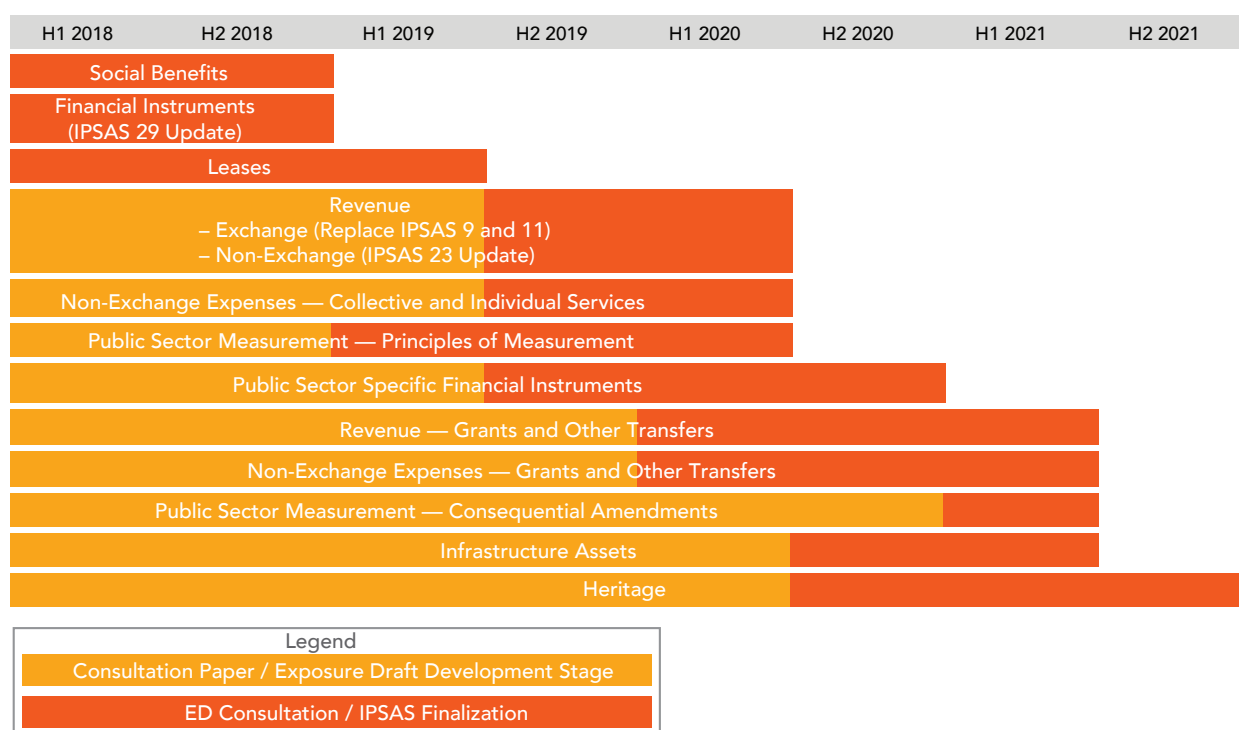 H1 2018 H2 2018 H1 2019 H2 2019 H1 2020 H2 2020 H1 2021 H2 2021
Social Benefits
Financial Instruments
(IPSAS 29 Update)
Leases
Revenue
– Exchange (Replace IPSAS 9 and 11)
– Non-Exchange (IPSAS 23 Update)
Non-Exchange Expenses — Collective and Individual Services
Public Sector Measurement — Principles of Measurement
Public Sector Specific Financial Instruments
Revenue — Grants and Other Transfers
Non-Exchange Expenses — Grants and Other Transfers
Public Sector Measurement — Consequential Amendments
Infrastructure Assets
Heritage
Legend
Consultation Paper / Exposure Draft Development Stage
ED Consultation / IPSAS Finalization